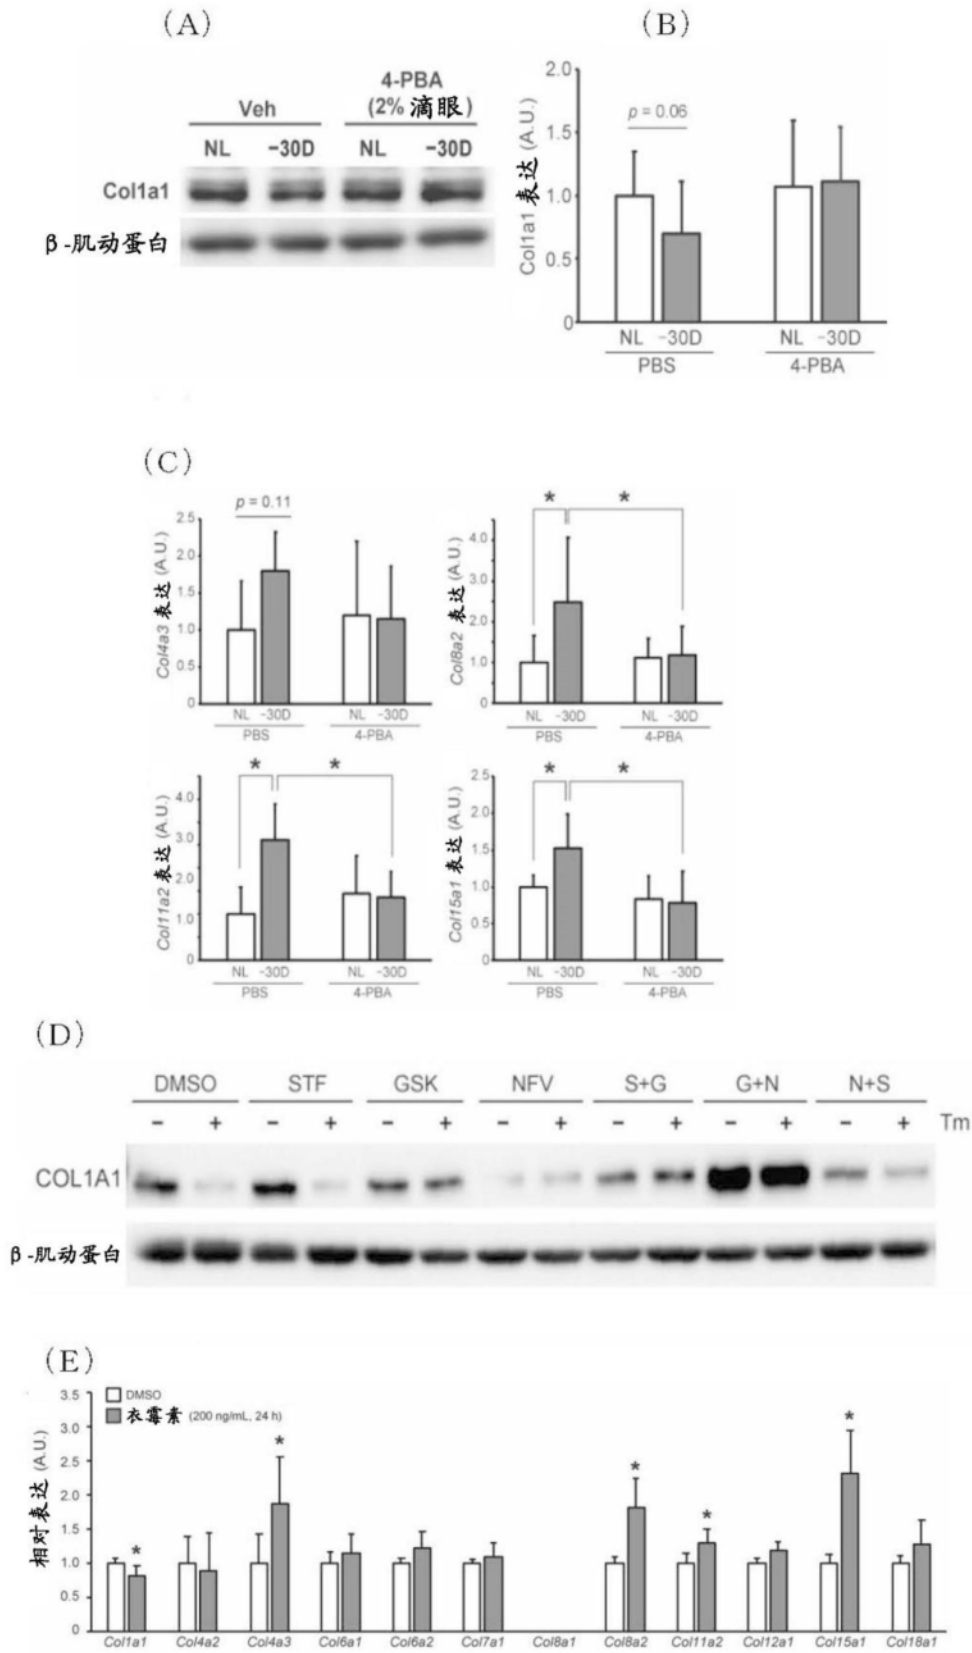 (A)
4-PBA
Veh (2% 滴眼)
NL -30D NL -30D
Col1a1
β-肌动蛋白
(B)
Col1a1 表达 (A.U.)
2.0
1.5
1.0
0.5
0
p = 0.06
NL -30D NL -30D
PBS 4-PBA
(C)
Col4a3 表达 (A.U.)
2.5
2.0
1.5
1.0
0.5
0
p = 0.11
NL -30D NL -30D
PBS 4-PBA
Col8a2 表达 (A.U.)
4.0
3.0
2.0
1.0
0
* *
NL -30D NL -30D
PBS 4-PBA
Col11a2 表达 (A.U.)
4.0
3.0
2.0
1.0
0
* *
NL -30D NL -30D
PBS 4-PBA
Col15a1 表达 (A.U.)
2.5
2.0
1.5
1.0
0.5
0
* *
NL -30D NL -30D
PBS 4-PBA
(D)
DMSO STF GSK NFV S+G G+N N+S
- + - + - + - + - + - + - + Tm
COL1A1
β-肌动蛋白
(E)
相对表达 (A.U.)
3.5
3.0
2.5
2.0
1.5
1.0
0.5
0
DMSO
衣霉素 (200 ng/mL, 24 h)
* * * * *
Col1a1 Col4a2 Col4a3 Col6a1 Col6a2 Col7a1 Col8a1 Col8a2 Col11a2 Col12a1 Col15a1 Col18a1